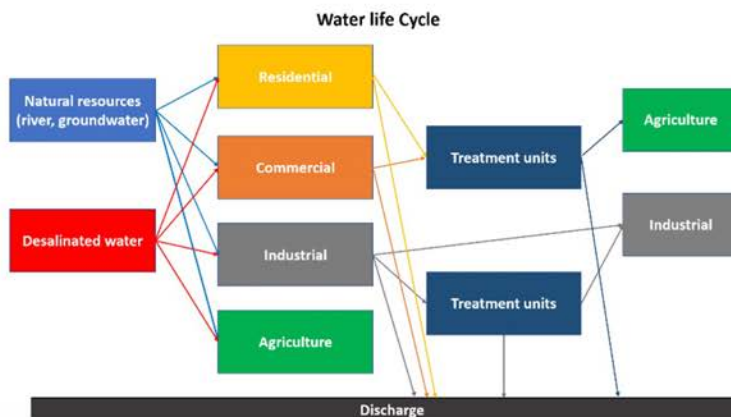 Water life Cycle
Natural resources
(river, groundwater)
Desalinated water
Residential
Commercial
Industrial
Agriculture
Treatment units
Treatment units
Agriculture
Industrial
Discharge